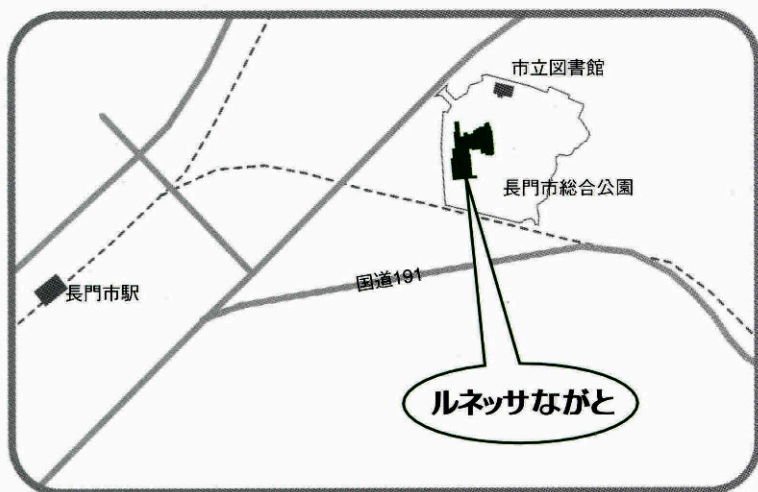 市立図書館
長門市総合公園
国道191
長門市駅
ルネッサながと